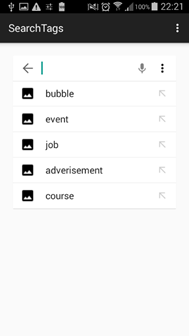 100% 22:21
SearchTags
bubble
event
job
adverisement
course